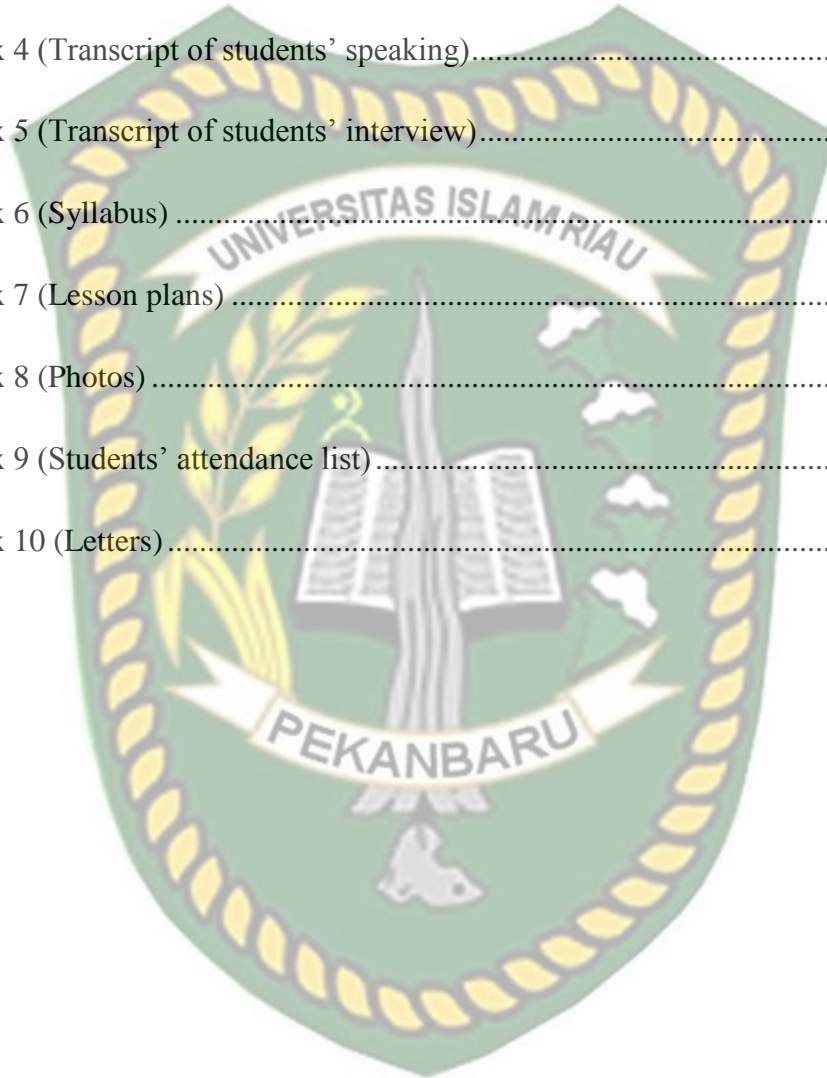 x 4 (Transcript of students’ speaking)....................................................
x 5 (Transcript of students’ interview)...................................................
x 6 (Syllabus) ...........................................................................................
UNIVERSITAS ISLAM RIAU
x 7 (Lesson plans) ....................................................................................
x 8 (Photos) ..............................................................................................
x 9 (Students’ attendance list) ................................................................
x 10 (Letters) ............................................................................................
PEKANBARU